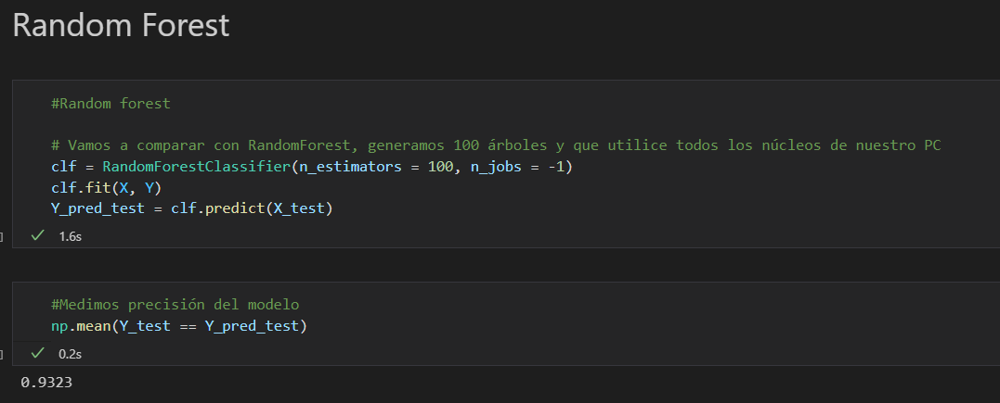 Random Forest
#Random forest
# Vamos a comparar con RandomForest, generamos 100 árboles y que utilice todos los núcleos de nuestro PC
clf = RandomForestClassifier(n_estimators = 100, n_jobs = -1)
clf.fit(X, Y)
Y_pred_test = clf.predict(X_test)
] ✓ 1.6s
#Medimos precisión del modelo
np.mean(Y_test == Y_pred_test)
] ✓ 0.2s
0.9323